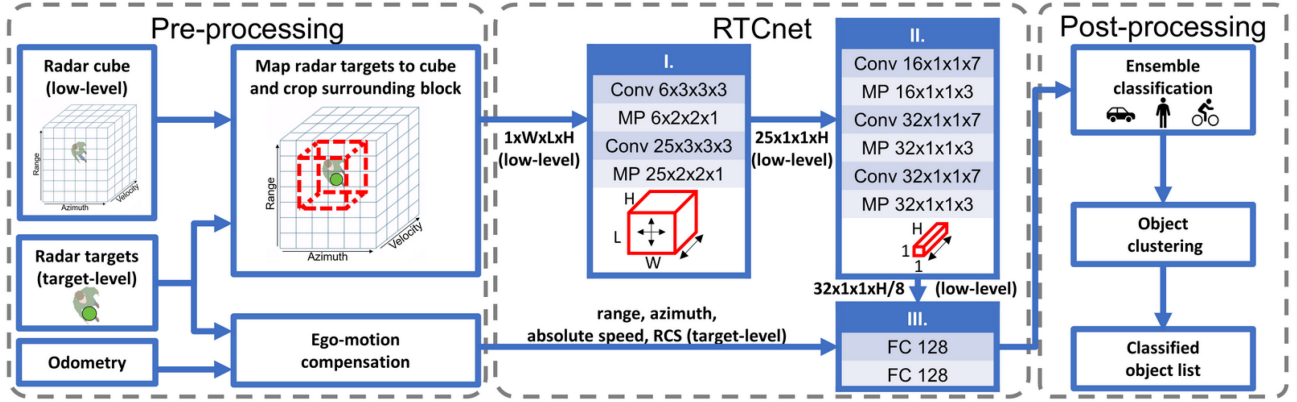 Pre-processing
Radar cube
(low-level)
Range
Azimuth
Velocity
Radar targets
(target-level)
Odometry
Map radar targets to cube
and crop surrounding block
Range
Azimuth
Velocity
Ego-motion
compensation
RTCnet
1xWxLxH
(low-level)
I.
Conv 6x3x3x3
MP 6x2x2x1
Conv 25x3x3x3
MP 25x2x2x1
H
L
W
25x1x1xH
(low-level)
II.
Conv 16x1x1x7
MP 16x1x1x3
Conv 32x1x1x7
MP 32x1x1x3
Conv 32x1x1x7
MP 32x1x1x3
H
1
1
32x1x1xH/8 (low-level)
range, azimuth,
absolute speed, RCS (target-level)
III.
FC 128
FC 128
Post-processing
Ensemble
classification
Object
clustering
Classified
object list